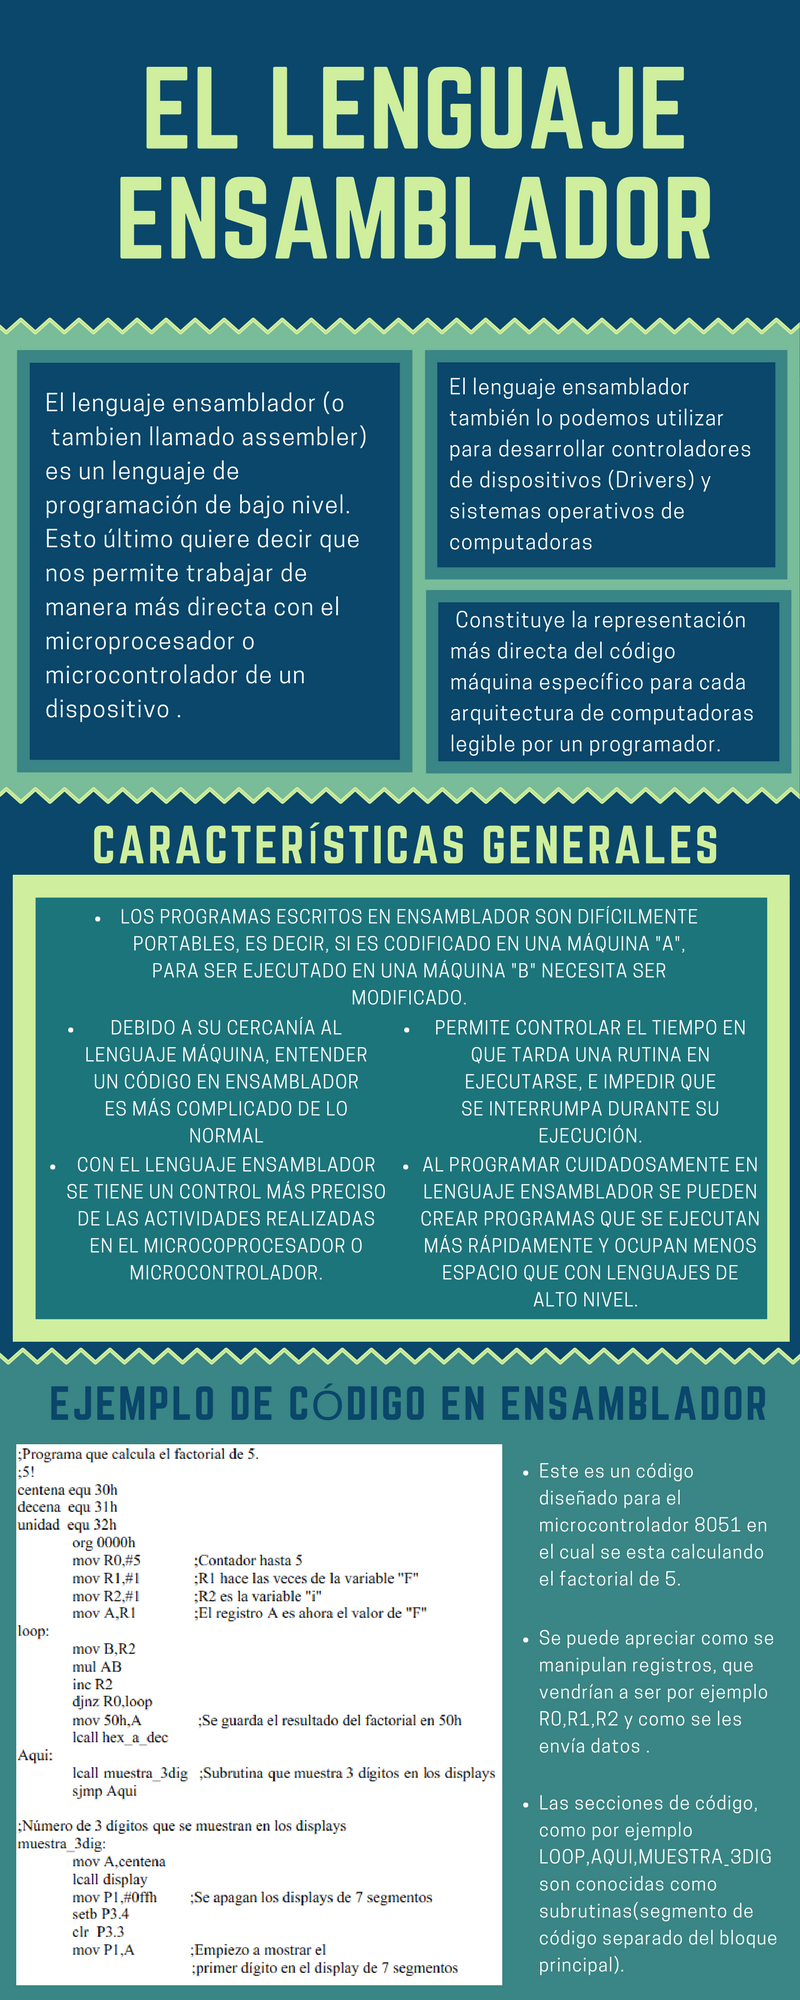 EL LENGUAJE
ENSAMBLADOR
El lenguaje ensamblador (o
tambien llamado assembler)
es un lenguaje de
programación de bajo nivel.
Esto último quiere decir que
nos permite trabajar de
manera más directa con el
microprocesador o
microcontrolador de un
dispositivo .
El lenguaje ensamblador
también lo podemos utilizar
para desarrollar controladores
de dispositivos (Drivers) y
sistemas operativos de
computadoras
Constituye la representación
más directa del código
máquina específico para cada
arquitectura de computadoras
legible por un programador.
CARACTERÍSTICAS GENERALES
• LOS PROGRAMAS ESCRITOS EN ENSAMBLADOR SON DIFÍCILMENTE
PORTABLES, ES DECIR, SI ES CODIFICADO EN UNA MÁQUINA "A",
PARA SER EJECUTADO EN UNA MÁQUINA "B" NECESITA SER
MODIFICADO.
• DEBIDO A SU CERCANÍA AL
LENGUAJE MÁQUINA, ENTENDER
UN CÓDIGO EN ENSAMBLADOR
ES MÁS COMPLICADO DE LO
NORMAL
• CON EL LENGUAJE ENSAMBLADOR
SE TIENE UN CONTROL MÁS PRECISO
DE LAS ACTIVIDADES REALIZADAS
EN EL MICROCOPROCESADOR O
MICROCONTROLADOR.
• PERMITE CONTROLAR EL TIEMPO EN
QUE TARDA UNA RUTINA EN
EJECUTARSE, E IMPEDIR QUE
SE INTERRUMPA DURANTE SU
EJECUCIÓN.
• AL PROGRAMAR CUIDADOSAMENTE EN
LENGUAJE ENSAMBLADOR SE PUEDEN
CREAR PROGRAMAS QUE SE EJECUTAN
MÁS RÁPIDAMENTE Y OCUPAN MENOS
ESPACIO QUE CON LENGUAJES DE
ALTO NIVEL.
EJEMPLO DE CÓDIGO EN ENSAMBLADOR
;Programa que calcula el factorial de 5.
;5!
centena equ 30h
decena equ 31h
unidad equ 32h
org 0000h
mov R0,#5 ;Contador hasta 5
mov R1,#1 ;R1 hace las veces de la variable "F"
mov R2,#1 ;R2 es la variable "i"
mov A,R1 ;El registro A es ahora el valor de "F"
loop:
mov B,R2
mul AB
inc R2
djnz R0,loop
mov 50h,A ;Se guarda el resultado del factorial en 50h
lcall hex_a_dec
Aqui:
lcall muestra_3dig ;Subrutina que muestra 3 dígitos en los displays
sjmp Aqui
;Número de 3 dígitos que se muestran en los displays
muestra_3dig:
mov A,centena
lcall display
mov P1,#0ffh ;Se apagan los displays de 7 segmentos
setb P3.4
clr P3.3
mov P1,A ;Empiezo a mostrar el
;primer dígito en el display de 7 segmentos
• Este es un código
diseñado para el
microcontrolador 8051 en
el cual se esta calculando
el factorial de 5.
• Se puede apreciar como se
manipulan registros, que
vendrían a ser por ejemplo
R0,R1,R2 y como se les
envía datos .
• Las secciones de código,
como por ejemplo
LOOP,AQUI,MUESTRA_3DIG
son conocidas como
subrutinas(segmento de
código separado del bloque
principal).